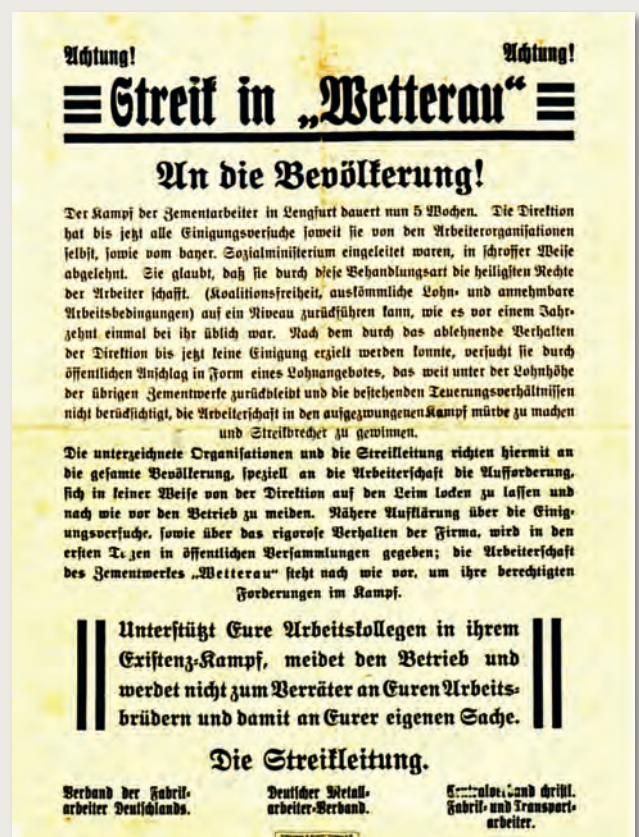 Achtung! Achtung!
Streik in „Wetterau“
An die Bevölkerung!
Der Kampf der Zementarbeiter in Lengfurt dauert nun 5 Wochen. Die Direktion
hat bis jetzt alle Einigungsversuche soweit sie von den Arbeiterorganisationen
selbst, sowie vom bayer. Sozialministerium eingeleitet waren, in schroffer Weise
abgelehnt. Sie glaubt, daß sie durch diese Behandlungsart die heiligsten Rechte
der Arbeiter schafft. (Koalitionsfreiheit, auskömmliche Lohn- und annehmbare
Arbeitsbedingungen) auf ein Niveau zurückführen kann, wie es vor einem Jahr-
zehnt einmal bei ihr üblich war. Nach dem durch das ablehnende Verhalten
der Direktion bis jetzt keine Einigung erzielt werden konnte, versucht sie durch
öffentlichen Anschlag in Form eines Lohnangebotes, das weit unter der Lohnhöhe
der übrigen Zementwerke zurückbleibt und die bestehenden Teuerungsverhältnissen
nicht berücksichtigt, die Arbeiterschaft in den aufgezwungenen Kampf mürbe zu machen
und Streikbrecher zu gewinnen.
Die unterzeichnete Organisationen und die Streikleitung richten hiermit an
die gesamte Bevölkerung, speziell an die Arbeiterschaft die Aufforderung,
sich in keiner Weise von der Direktion auf den Leim locken zu lassen und
nach wie vor den Betrieb zu meiden. Nähere Aufklärung über die Einig-
ungsversuche, sowie über das rigorose Verhalten der Firma, wird in den
ersten Tagen in öffentlichen Versammlungen gegeben; die Arbeiterschaft
des Zementwerkes „Wetterau“ steht nach wie vor, um ihre berechtigten
Forderungen im Kampf.
Unterstützt Eure Arbeitskollegen in ihrem
Existenz-Kampf, meidet den Betrieb und
werdet nicht zum Verräter an Euren Arbeits-
brüdern und damit an Eurer eigenen Sache.
Die Streikleitung.
Verband der Fabrik-
arbeiter Deutschlands.
Deutscher Metall-
arbeiter-Verband.
Centralverband christl.
Fabrik- und Transport-
arbeiter.